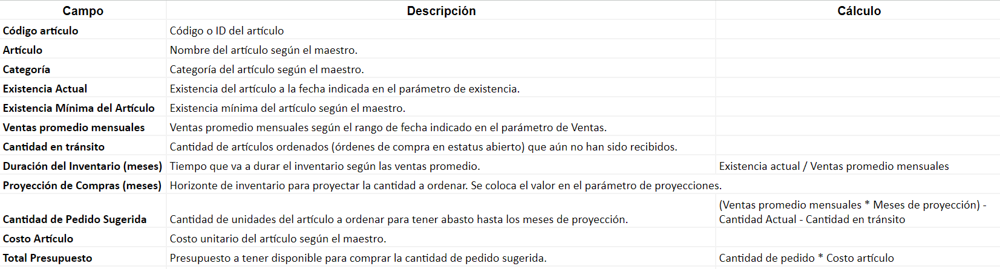 Campo Descripción Cálculo
Código artículo Código o ID del artículo
Artículo Nombre del artículo según el maestro.
Categoría Categoría del artículo según el maestro.
Existencia Actual Existencia del artículo a la fecha indicada en el parámetro de existencia.
Existencia Mínima del Artículo Existencia mínima del artículo según el maestro.
Ventas promedio mensuales Ventas promedio mensuales según el rango de fecha indicado en el parámetro de Ventas.
Cantidad en tránsito Cantidad de artículos ordenados (órdenes de compra en estatus abierto) que aún no han sido recibidos.
Duración del Inventario (meses) Tiempo que va a durar el inventario según las ventas promedio. Existencia actual / Ventas promedio mensuales
Proyección de Compras (meses) Horizonte de inventario para proyectar la cantidad a ordenar. Se coloca el valor en el parámetro de proyecciones.
(Ventas promedio mensuales * Meses de proyección) -
Cantidad de Pedido Sugerida Cantidad de unidades del artículo a ordenar para tener abasto hasta los meses de proyección. Cantidad Actual - Cantidad en tránsito
Costo Artículo Costo unitario del artículo según el maestro.
Total Presupuesto Presupuesto a tener disponible para comprar la cantidad de pedido sugerida. Cantidad de pedido * Costo artículo